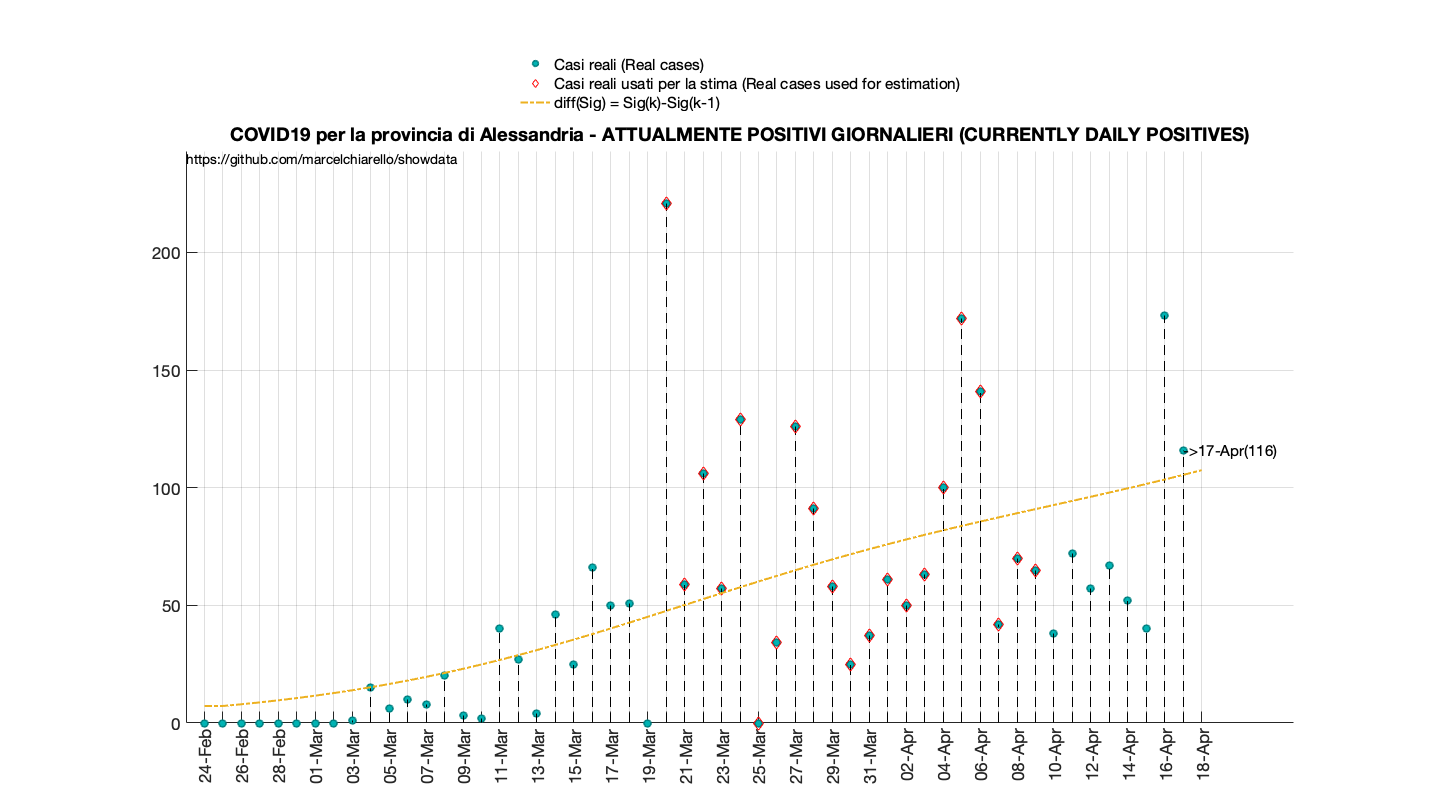 Casi reali (Real cases)
Casi reali usati per la stima (Real cases used for estimation)
diff(Sig) = Sig(k)-Sig(k-1)
COVID19 per la provincia di Alessandria - ATTUALMENTE POSITIVI GIORNALIERI (CURRENTLY DAILY POSITIVES)
https://github.com/marcelchiarello/showdata
200
150
->17-Apr(116)
100
50
0
24-Feb
26-Feb
28-Feb
01-Mar
03-Mar
05-Mar
07-Mar
09-Mar
11-Mar
13-Mar
15-Mar
17-Mar
19-Mar
21-Mar
23-Mar
25-Mar
27-Mar
29-Mar
31-Mar
02-Apr
04-Apr
06-Apr
08-Apr
10-Apr
12-Apr
14-Apr
16-Apr
18-Apr